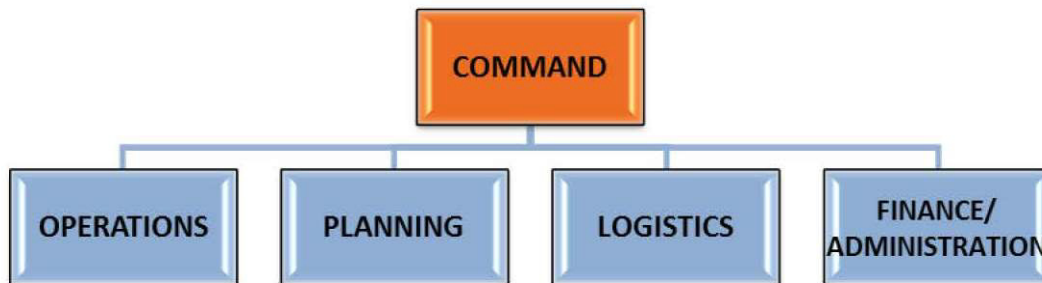 COMMAND
OPERATIONS
PLANNING
LOGISTICS
FINANCE/
ADMINISTRATION